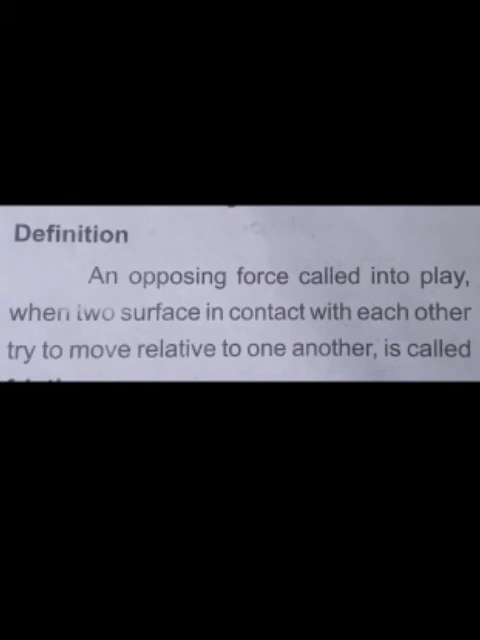 Definition
An opposing force called into play,
when two surface in contact with each other
try to move relative to one another, is called